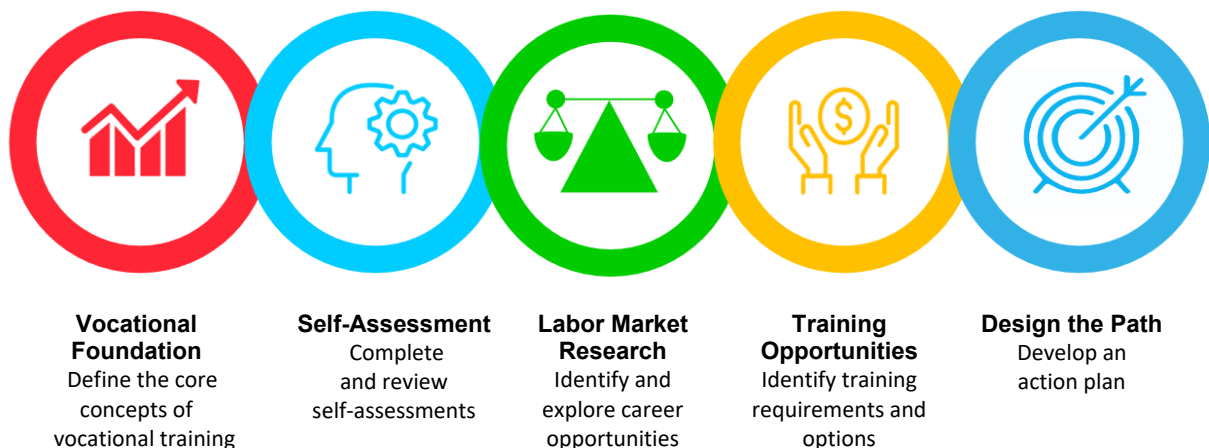 Vocational
Foundation
Define the core
concepts of
vocational training
Self-Assessment
Complete
and review
self-assessments
Labor Market
Research
Identify and
explore career
opportunities
Training
Opportunities
Identify training
requirements and
options
Design the Path
Develop an
action plan
$